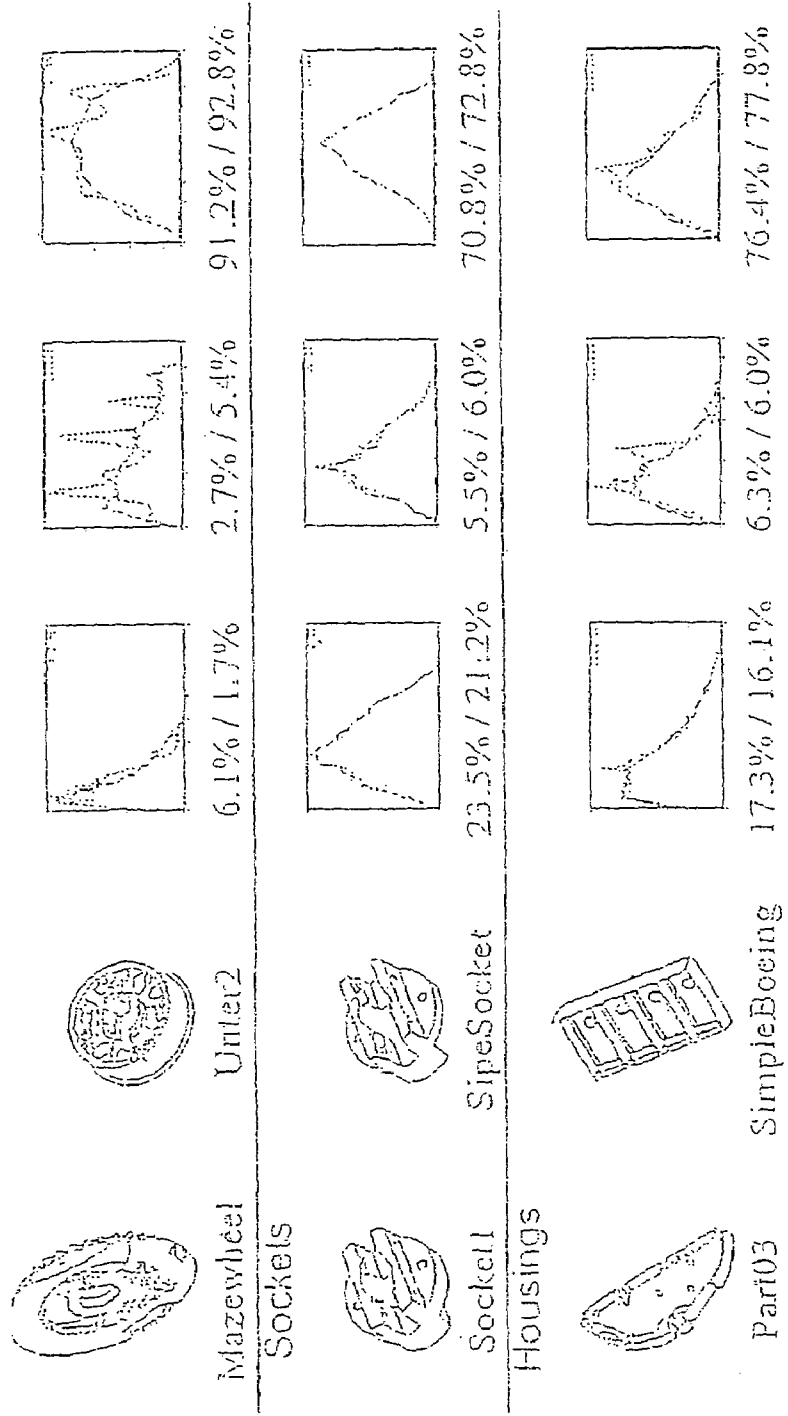 Mazewheel Unter2 6.1% / 1.7% 2.7% / 5.4% 91.2% / 92.8%
Sockets
Socket1 SipeSocket 23.5% / 21.2% 5.5% / 6.0% 70.8% / 72.8%
Housings
Part03 SimpleBoeing 17.3% / 16.1% 6.3% / 6.0% 76.4% / 77.8%